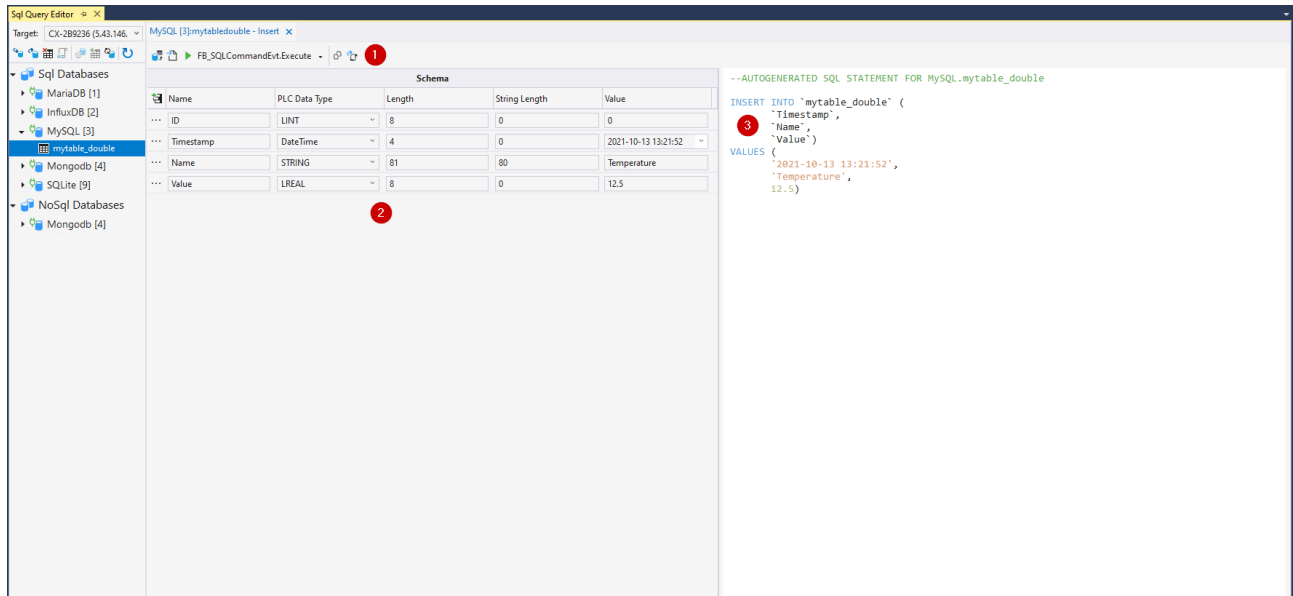 Sql Query Editor
Target: CX-2B9236 (5.43.146.
MySQL [3]:mytabledouble - Insert
FB_SQLCommandEvt.Execute
1
Sql Databases
MariaDB [1]
InfluxDB [2]
MySQL [3]
mytable_double
Mongodb [4]
SQLite [9]
NoSql Databases
Mongodb [4]
Schema
Name PLC Data Type Length String Length Value
ID LINT 8 0 0
Timestamp DateTime 4 0 2021-10-13 13:21:52
Name STRING 81 80 Temperature
Value LREAL 8 0 12.5
2
--AUTOGENERATED SQL STATEMENT FOR MySQL.mytable_double
INSERT INTO `mytable_double` (
`Timestamp`,
3 `Name`,
`Value`)
VALUES (
'2021-10-13 13:21:52',
'Temperature',
12.5)